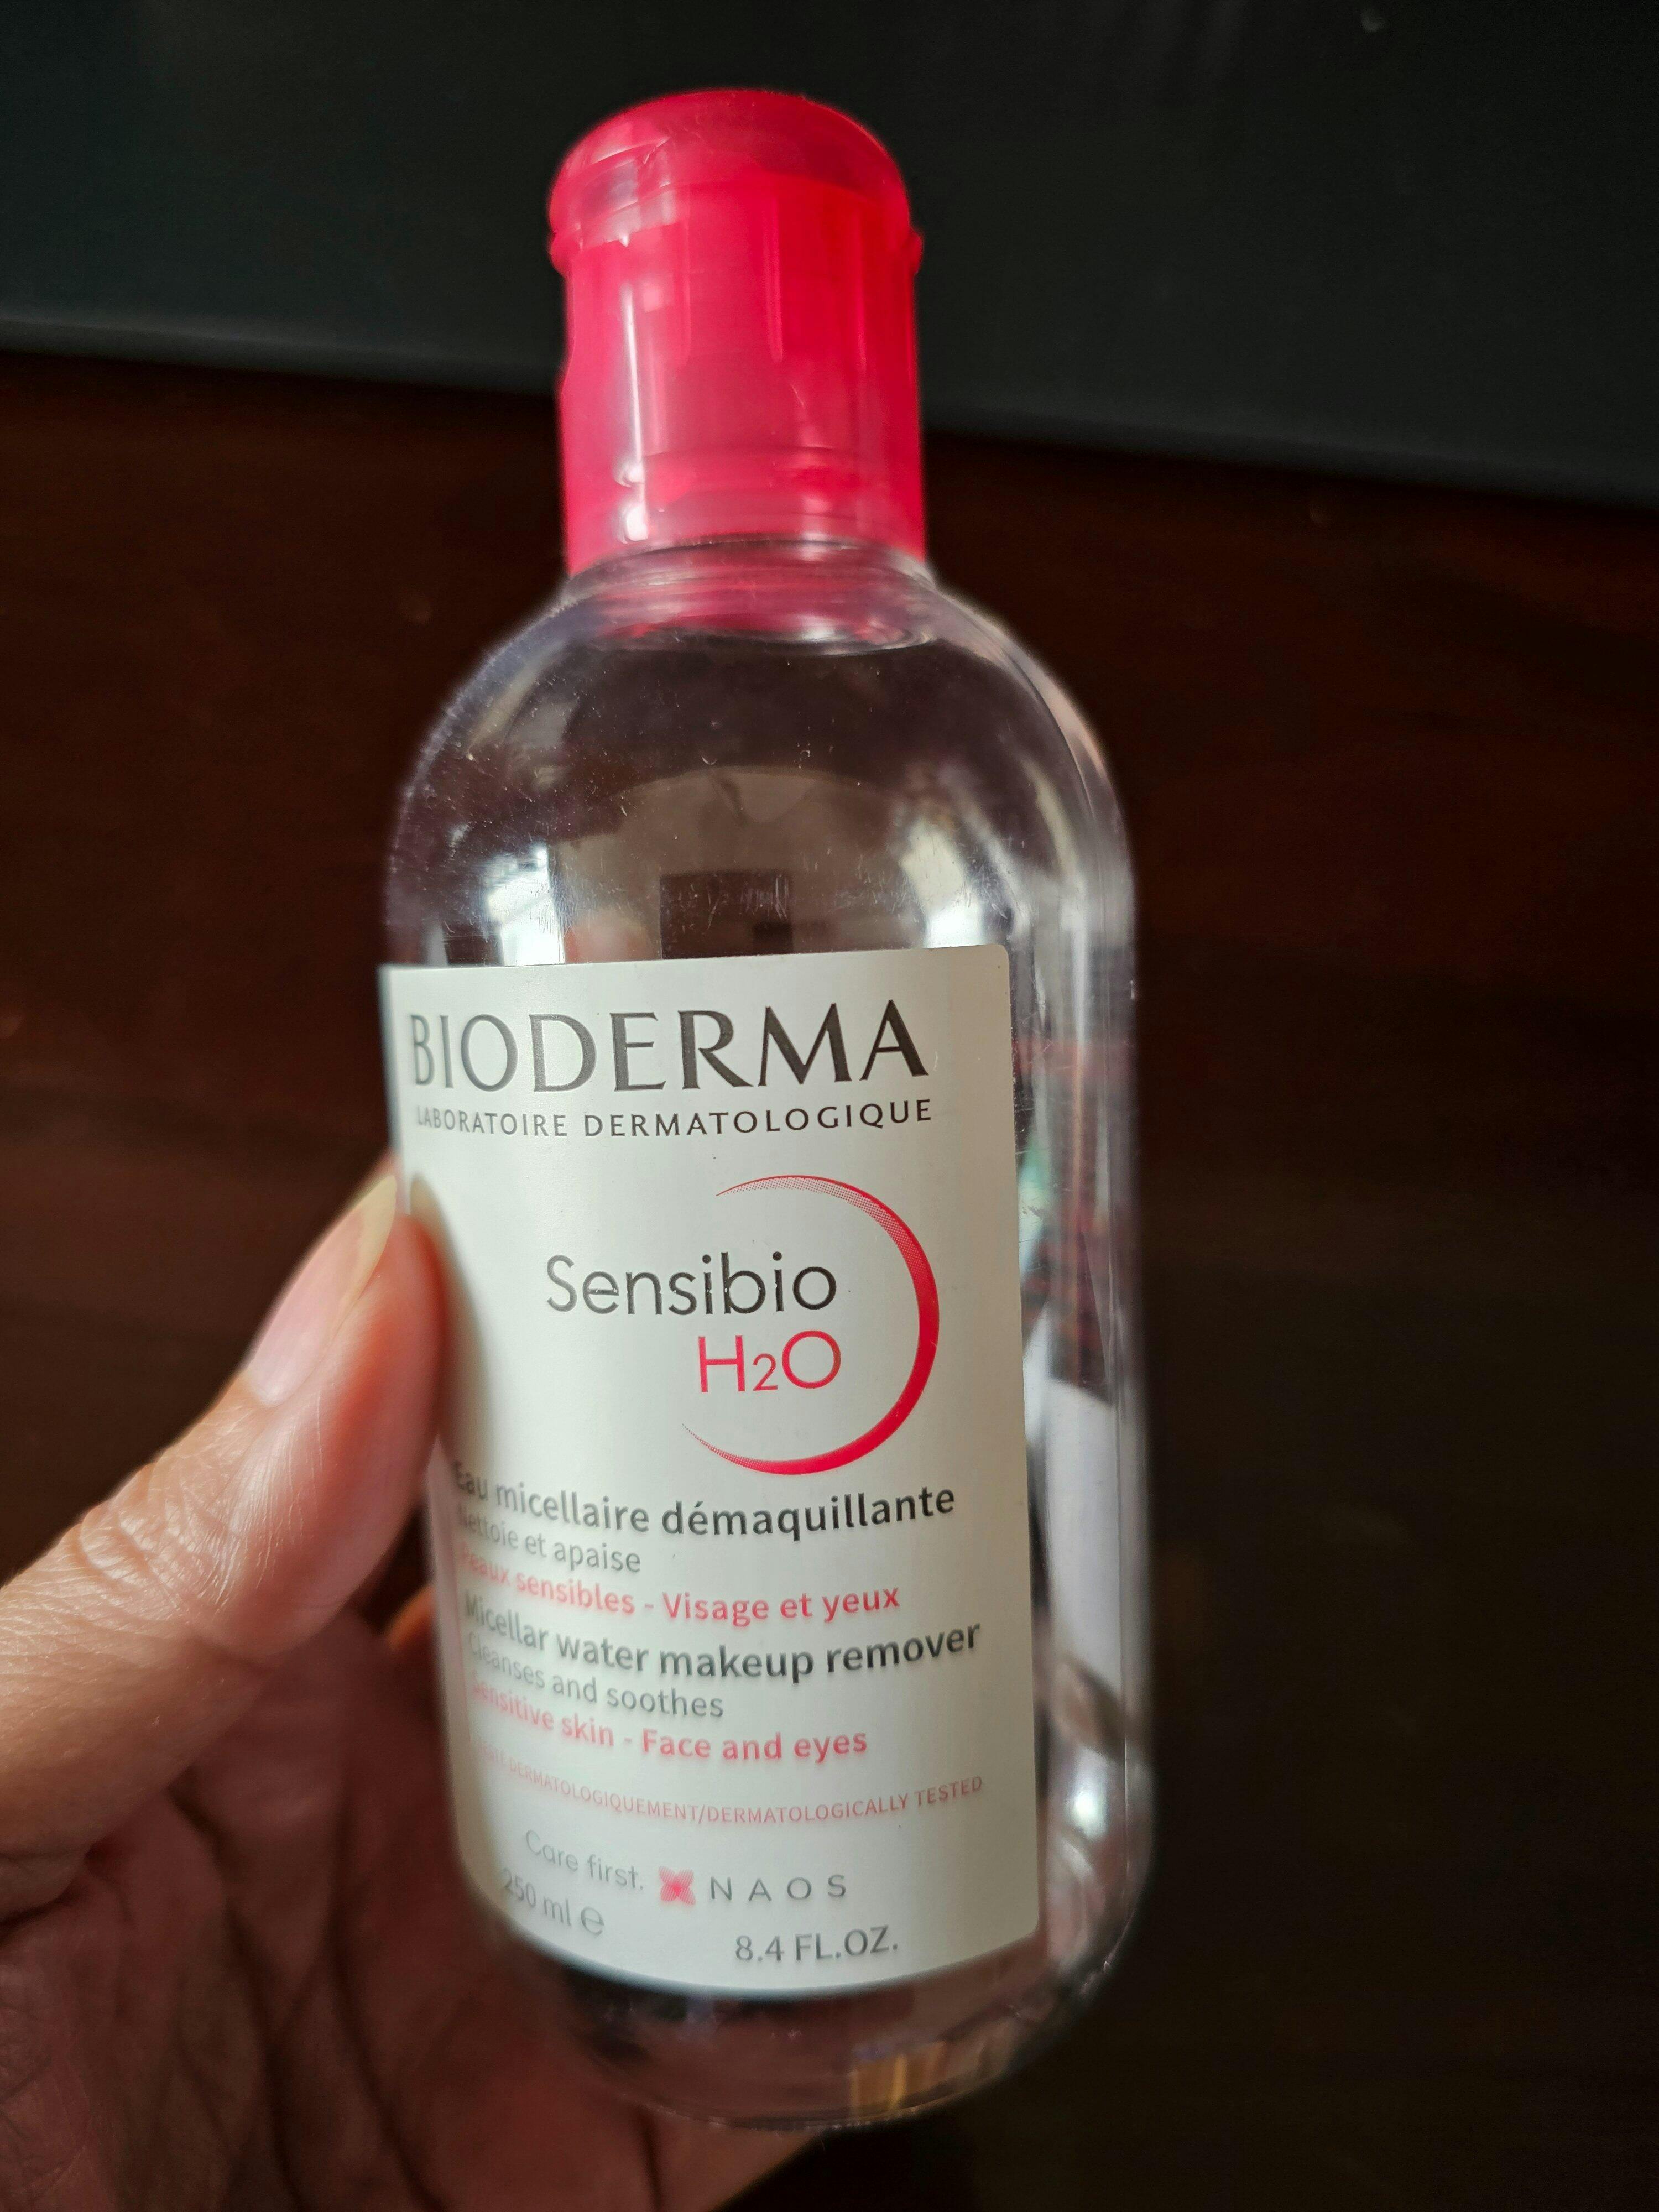 BIODERMA
LABORATOIRE DERMATOLOGIQUE
Sensibio
H2O
Eau micellaire démaquillante
Nettoie et apaise
Peaux sensibles - Visage et yeux
Micellar water makeup remover
Cleanses and soothes
Sensitive skin - Face and eyes
DERMATOLOGIQUEMENT/DERMATOLOGICALLY TESTED
Care first. NAOS
250 ml ℮
8.4 FL.OZ.